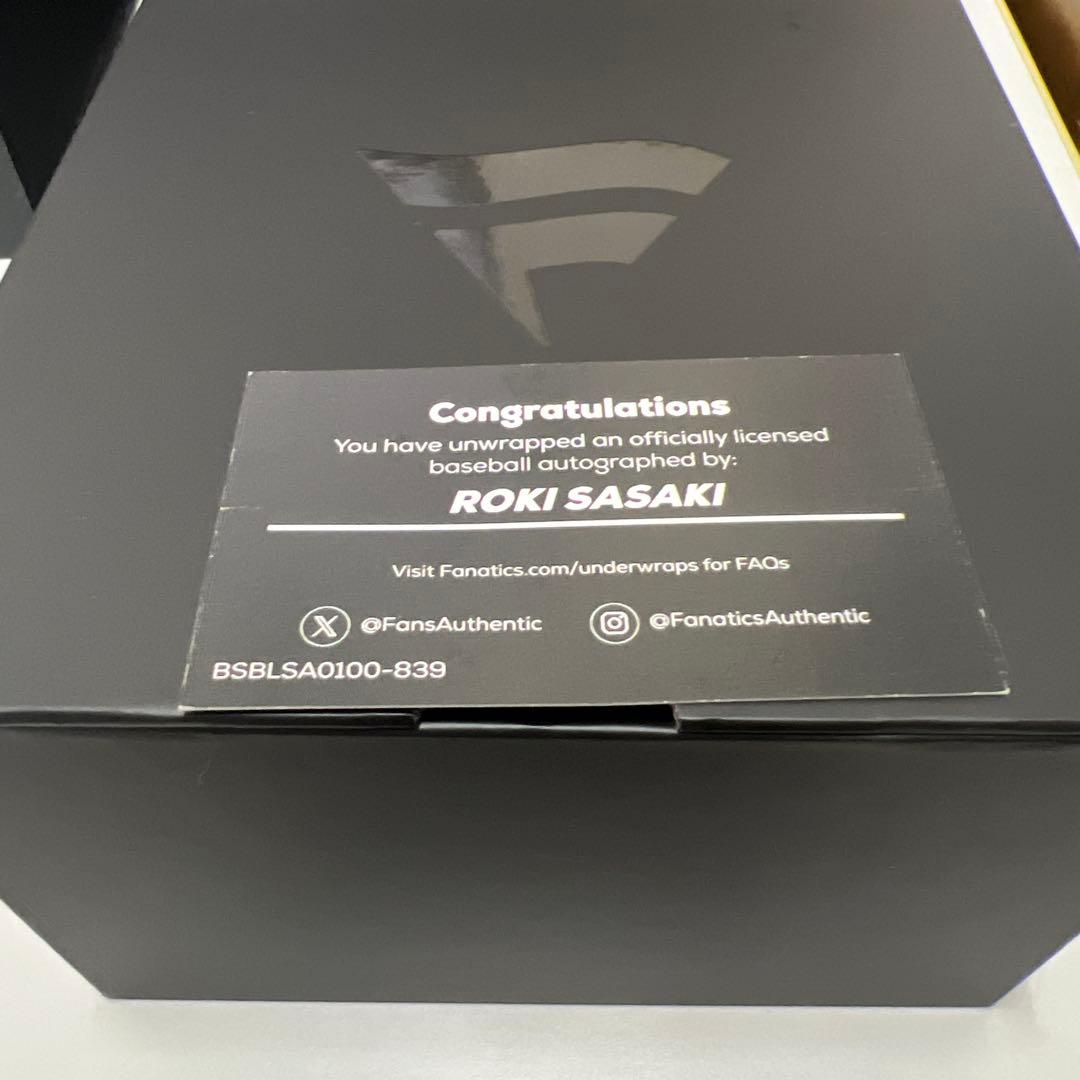 Congratulations
You have unwrapped an officially licensed
baseball autographed by:
ROKI SASAKI
Visit Fanatics.com/underwraps for FAQs
@FansAuthentic @FanaticsAuthentic
BSBLSA0100-839